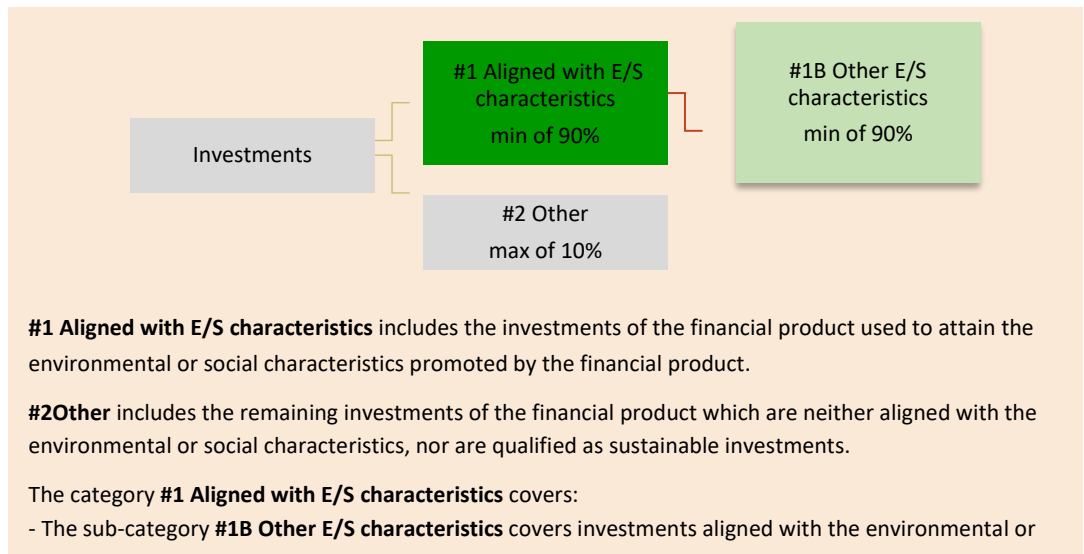 #1 Aligned with E/S
characteristics
min of 90%
#1B Other E/S
characteristics
min of 90%
Investments
#2 Other
max of 10%
#1 Aligned with E/S characteristics includes the investments of the financial product used to attain the
environmental or social characteristics promoted by the financial product.
#2Other includes the remaining investments of the financial product which are neither aligned with the
environmental or social characteristics, nor are qualified as sustainable investments.
The category #1 Aligned with E/S characteristics covers:
- The sub-category #1B Other E/S characteristics covers investments aligned with the environmental or